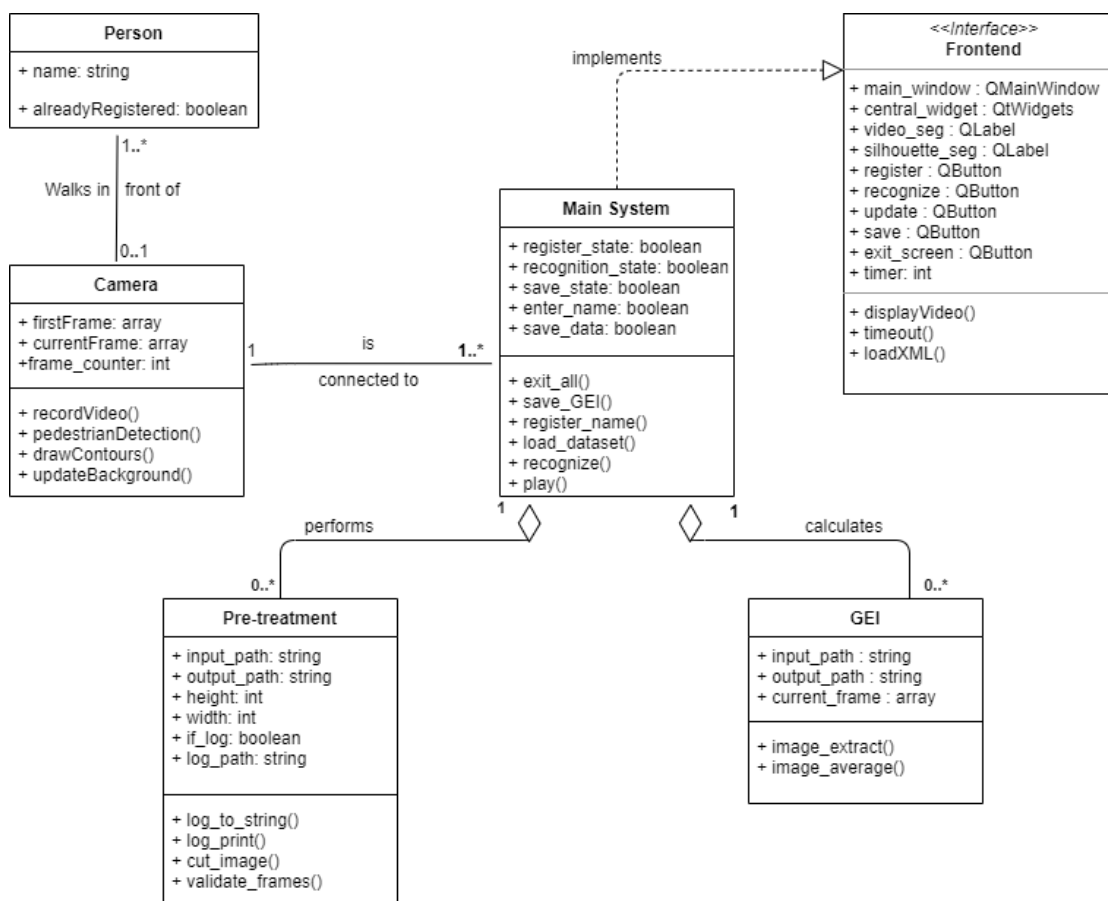 Person
+ name: string
+ alreadyRegistered: boolean
1..*
Walks in front of
0..1
Camera
+ firstFrame: array
+ currentFrame: array
+frame_counter: int
+ recordVideo()
+ pedestrianDetection()
+ drawContours()
+ updateBackground()
1
is
connected to
1..*
implements
<<Interface>>
Frontend
+ main_window : QMainWindow
+ central_widget : QtWidgets
+ video_seg : QLabel
+ silhouette_seg : QLabel
+ register : QButton
+ recognize : QButton
+ update : QButton
+ save : QButton
+ exit_screen : QButton
+ timer: int
+ displayVideo()
+ timeout()
+ loadXML()
Main System
+ register_state: boolean
+ recognition_state: boolean
+ save_state: boolean
+ enter_name: boolean
+ save_data: boolean
+ exit_all()
+ save_GEI()
+ register_name()
+ load_dataset()
+ recognize()
+ play()
1
performs
0..*
1
calculates
0..*
Pre-treatment
+ input_path: string
+ output_path: string
+ height: int
+ width: int
+ if_log: boolean
+ log_path: string
+ log_to_string()
+ log_print()
+ cut_image()
+ validate_frames()
GEI
+ input_path : string
+ output_path : string
+ current_frame : array
+ image_extract()
+ image_average()